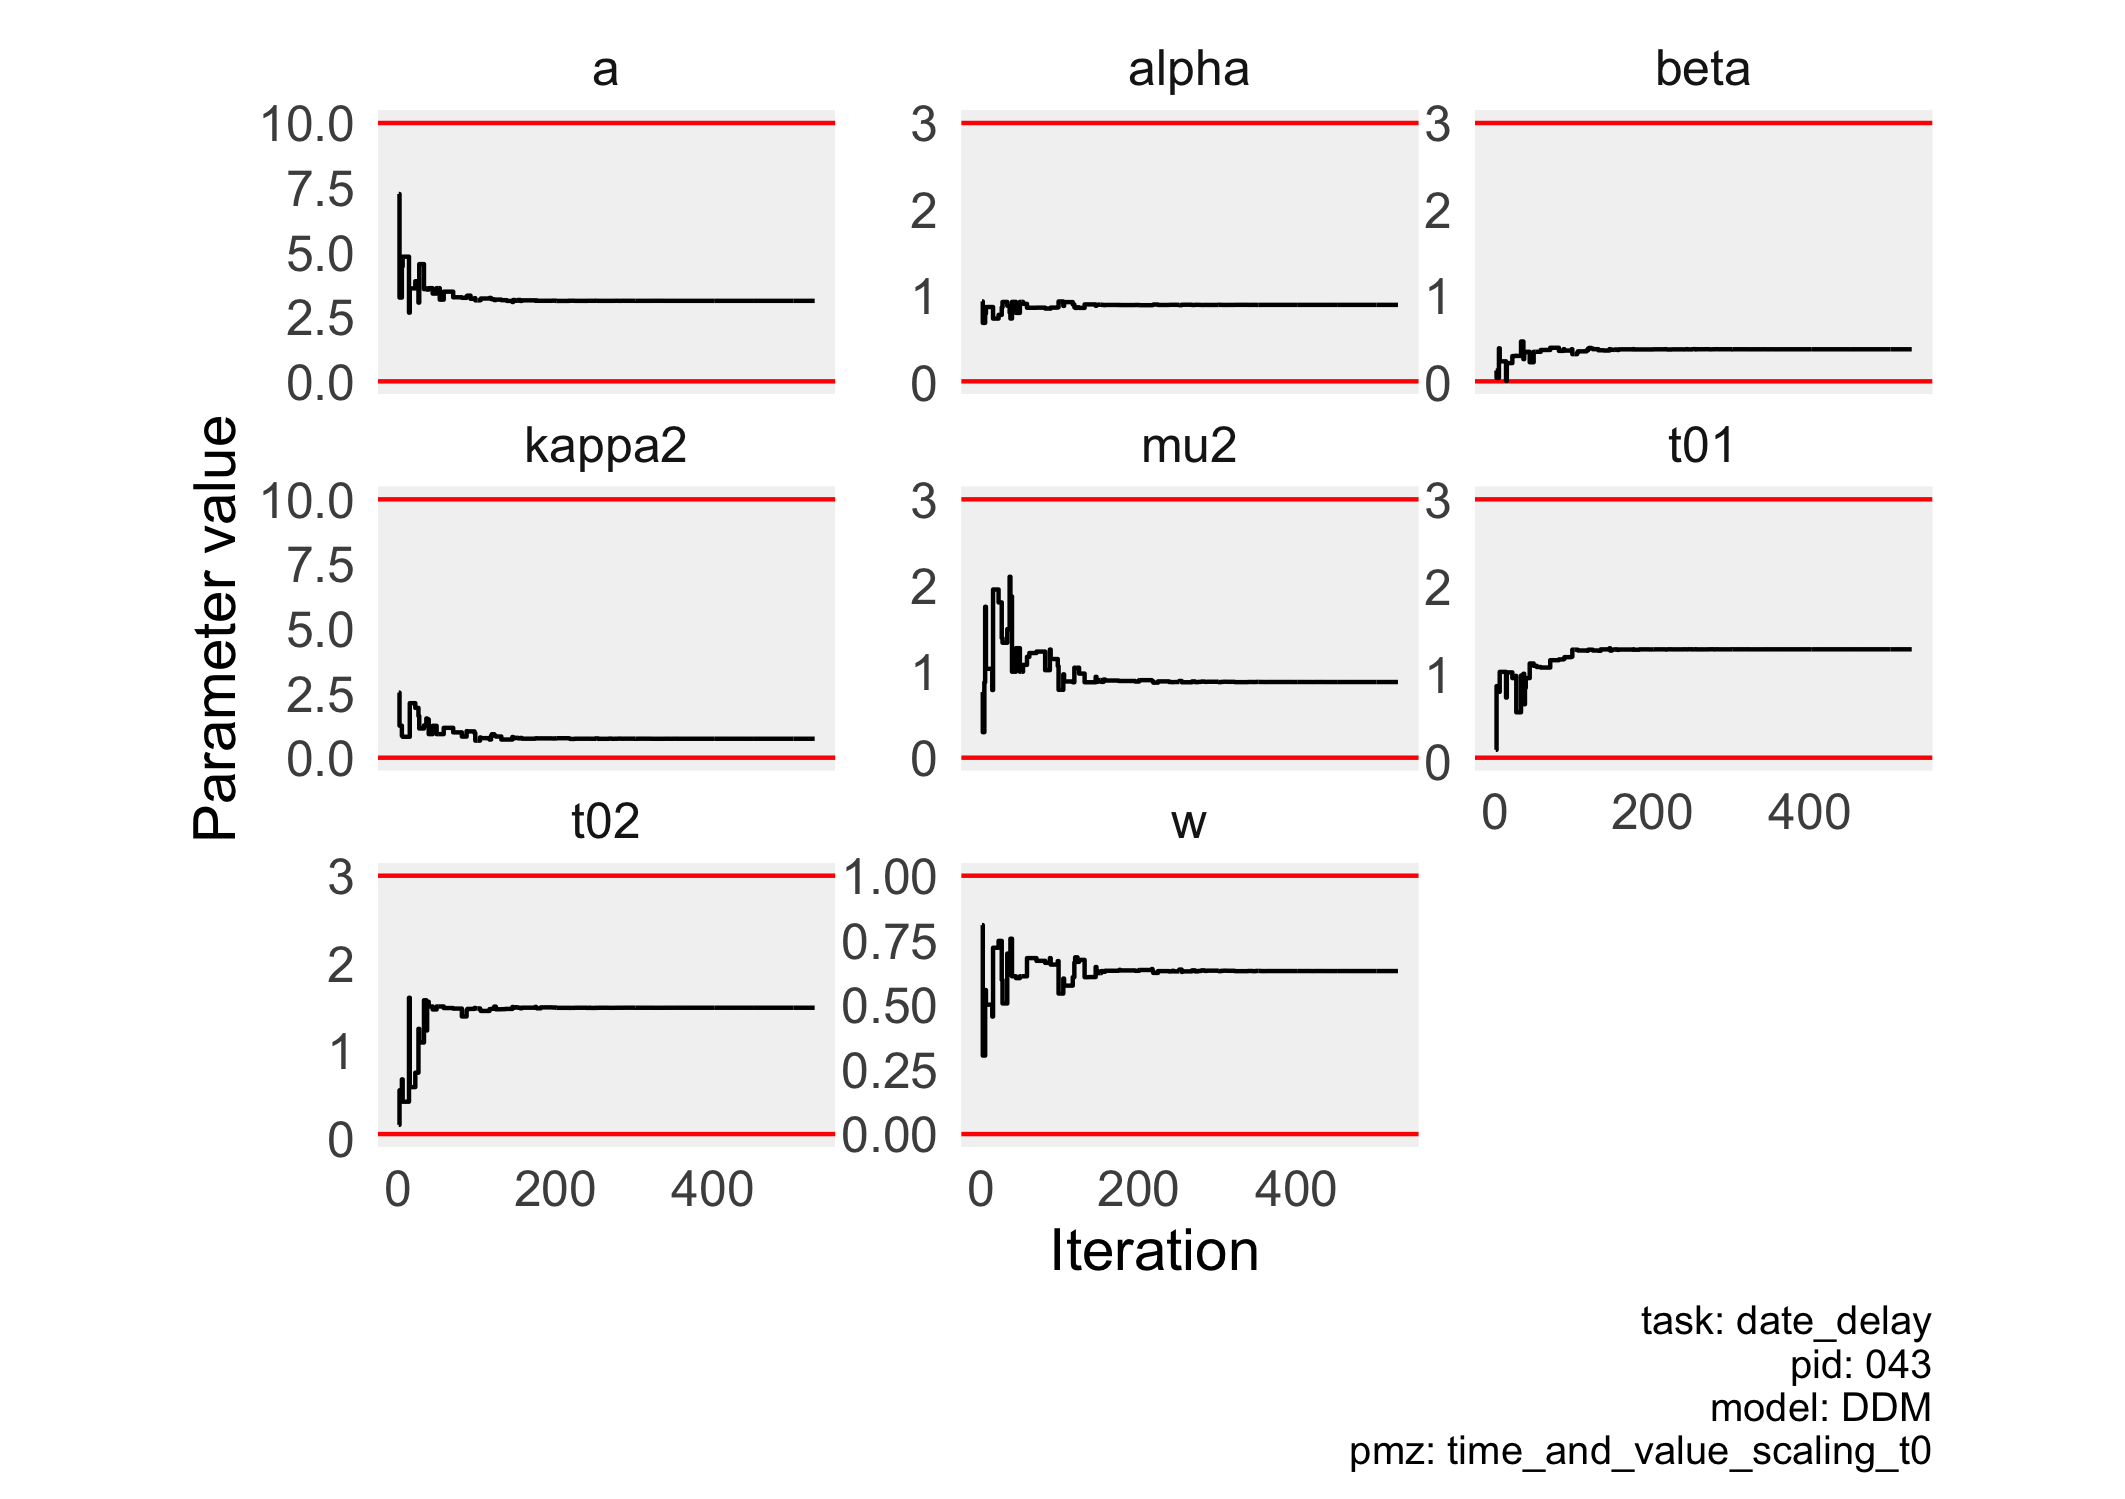 a alpha beta
10.0 3 3
7.5 2 2
5.0 1 1
2.5 0 0
0.0
kappa2 mu2 t01
10.0 3 3
7.5 2 2
5.0 1 1
2.5 0 0
0.0
0 200 400
t02 w
3 1.00
2 0.75
1 0.50
0 0.25
0.00
0 200 400 0 200 400
Parameter value
Iteration
task: date_delay
pid: 043
model: DDM
pmz: time_and_value_scaling_t0